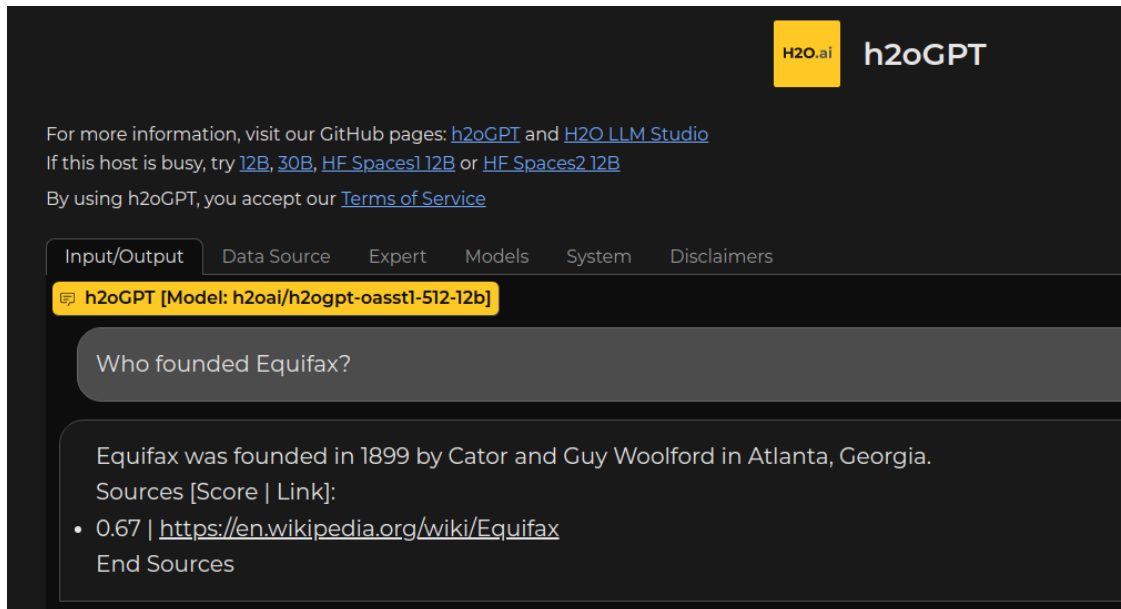 H2O.ai h2oGPT
For more information, visit our GitHub pages: h2oGPT and H2O LLM Studio
If this host is busy, try 12B, 30B, HF Spaces1 12B or HF Spaces2 12B
By using h2oGPT, you accept our Terms of Service
Input/Output Data Source Expert Models System Disclaimers
h2oGPT [Model: h2oai/h2ogpt-oasst1-512-12b]
Who founded Equifax?
Equifax was founded in 1899 by Cator and Guy Woolford in Atlanta, Georgia.
Sources [Score | Link]:
• 0.67 | https://en.wikipedia.org/wiki/Equifax
End Sources